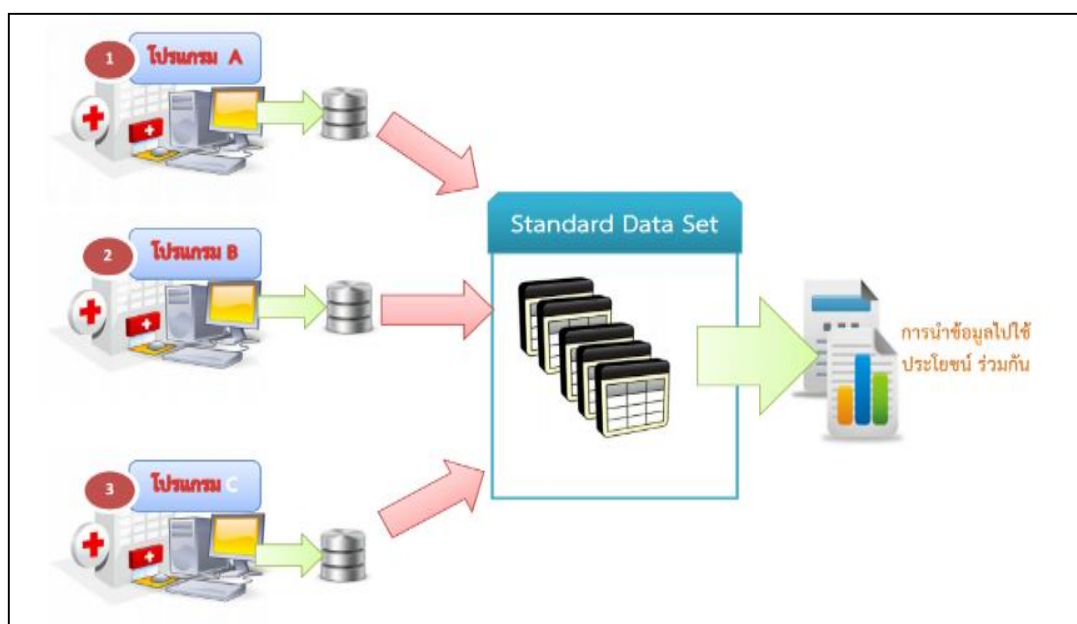 1
โปรแกรม A
2
โปรแกรม B
3
โปรแกรม C
Standard Data Set
การนำข้อมูลไปใช้
ประโยชน์ ร่วมกัน